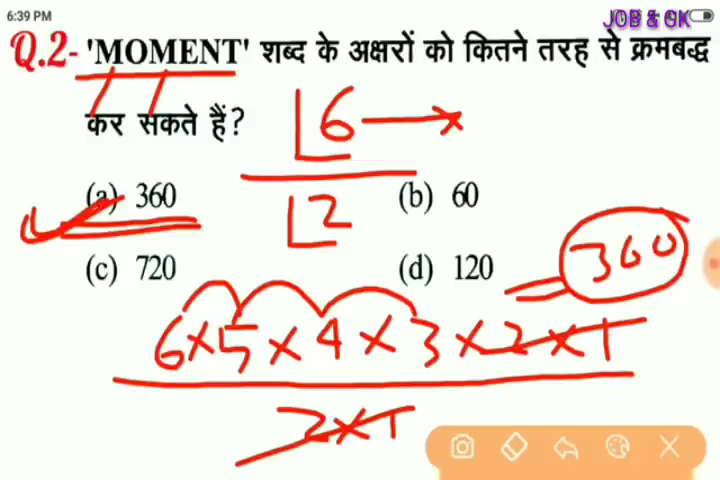 6:39 PM
JOB & GK
Q.2- 'MOMENT' शब्द के अक्षरों को कितने तरह से क्रमबद्ध
कर सकते हैं?
6
2
(a) 360 (b) 60
(c) 720 (d) 120
= 360
6×5×4×3×2×1
2×1